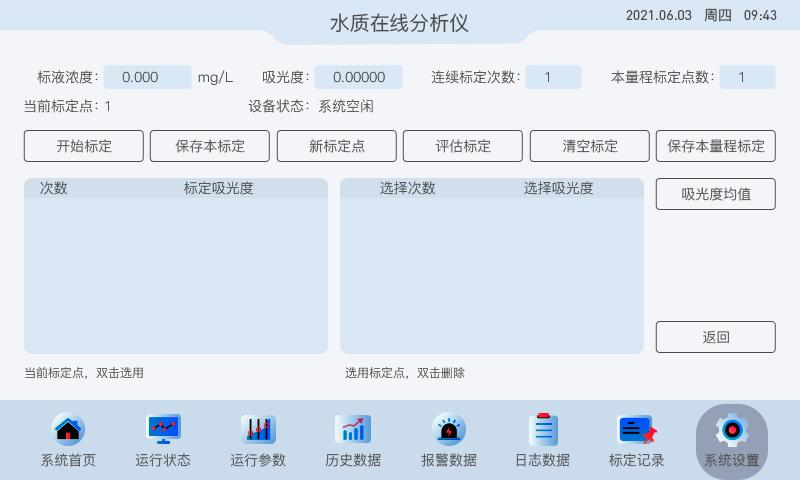 水质在线分析仪
2021.06.03 周四 09:43
标液浓度: 0.000 mg/L 吸光度: 0.00000 连续标定次数: 1 本量程标定点数: 1
当前标定点: 1 设备状态: 系统空闲
开始标定 保存本标定 新标定点 评估标定 清空标定 保存本量程标定
次数 标定吸光度 选择次数 选择吸光度 吸光度均值
返回
当前标定点，双击选用 选用标定点，双击删除
系统首页 运行状态 运行参数 历史数据 报警数据 日志数据 标定记录 系统设置